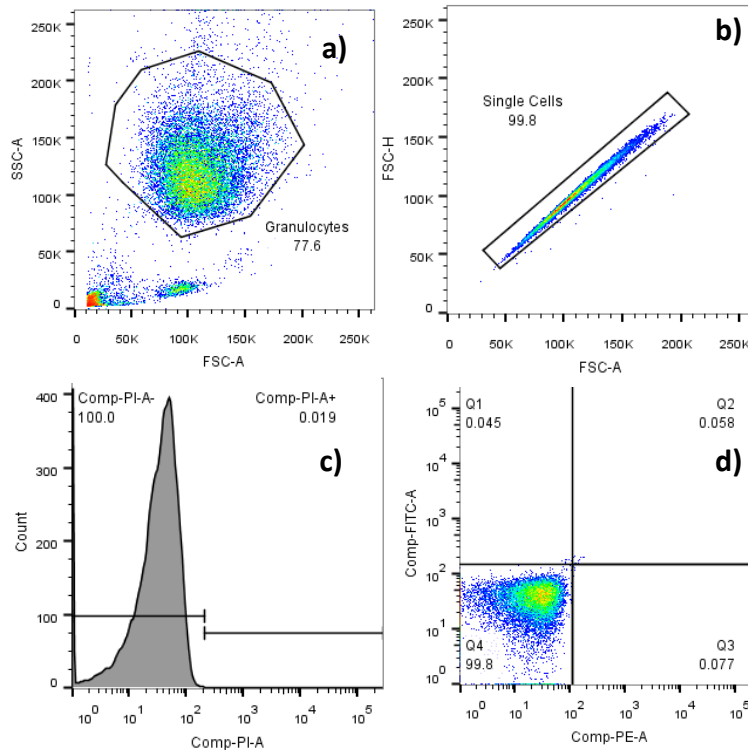 a)
250K
200K
150K
100K
50K
0
SSC-A
Granulocytes
77.6
0 50K 100K 150K 200K 250K
FSC-A
b)
250K
200K
150K
100K
50K
0
FSC-H
Single Cells
99.8
0 50K 100K 150K 200K 250K
FSC-A
c)
400
300
200
100
0
Count
Comp-PI-A-
100.0
Comp-PI-A+
0.019
10^0 10^1 10^2 10^3 10^4 10^5
Comp-PI-A
d)
10^5
10^4
10^3
10^2
10^1
10^0
Comp-FITC-A
Q1
0.045
Q2
0.058
Q4
99.8
Q3
0.077
10^0 10^1 10^2 10^3 10^4 10^5
Comp-PE-A